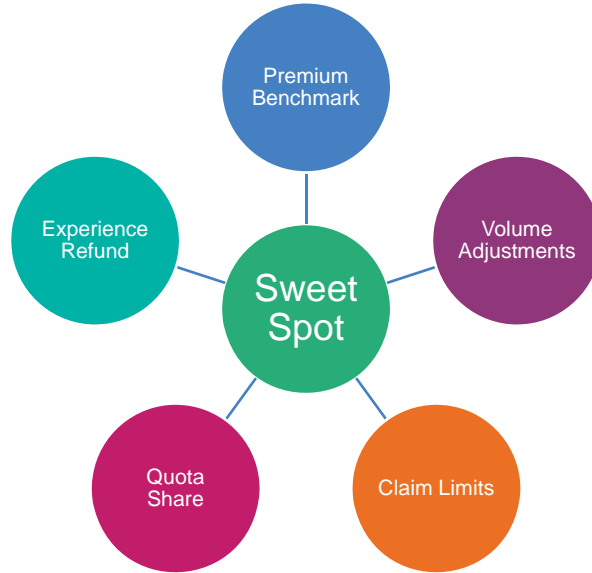 Premium
Benchmark
Experience
Refund
Volume
Adjustments
Sweet
Spot
Quota
Share
Claim Limits